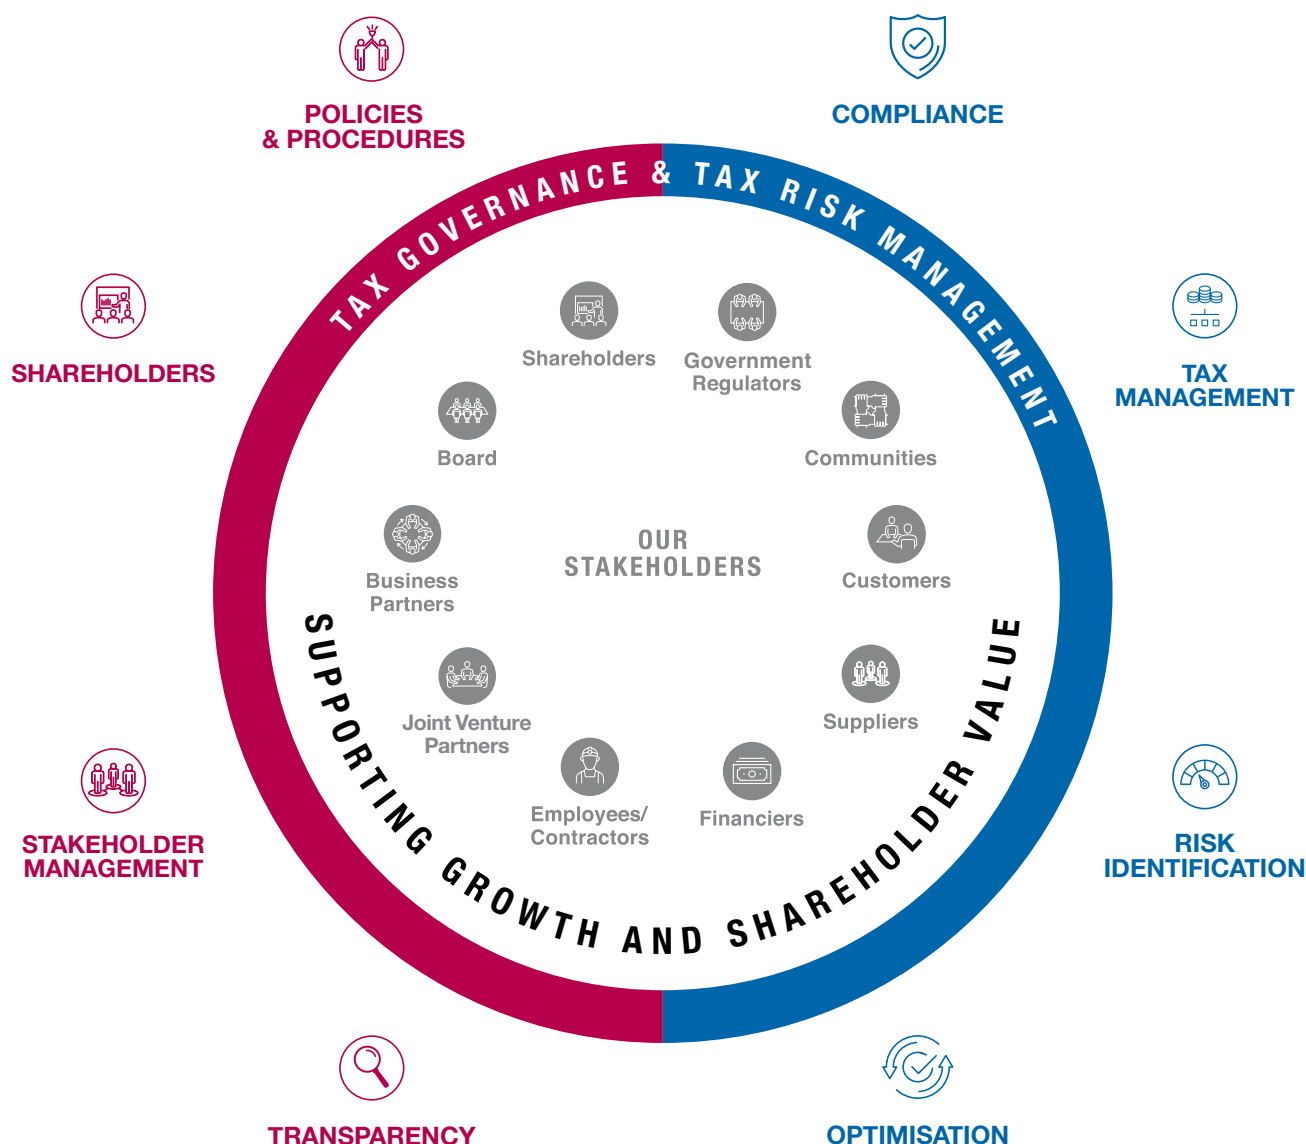 POLICIES
& PROCEDURES
COMPLIANCE
TAX GOVERNANCE & TAX RISK MANAGEMENT
SHAREHOLDERS
TAX
MANAGEMENT
Shareholders
Government
Regulators
Board
Communities
OUR
STAKEHOLDERS
Business
Partners
Customers
Joint Venture
Partners
Suppliers
Employees/
Contractors
Financiers
SUPPORTING GROWTH AND SHAREHOLDER VALUE
STAKEHOLDER
MANAGEMENT
RISK
IDENTIFICATION
TRANSPARENCY
OPTIMISATION